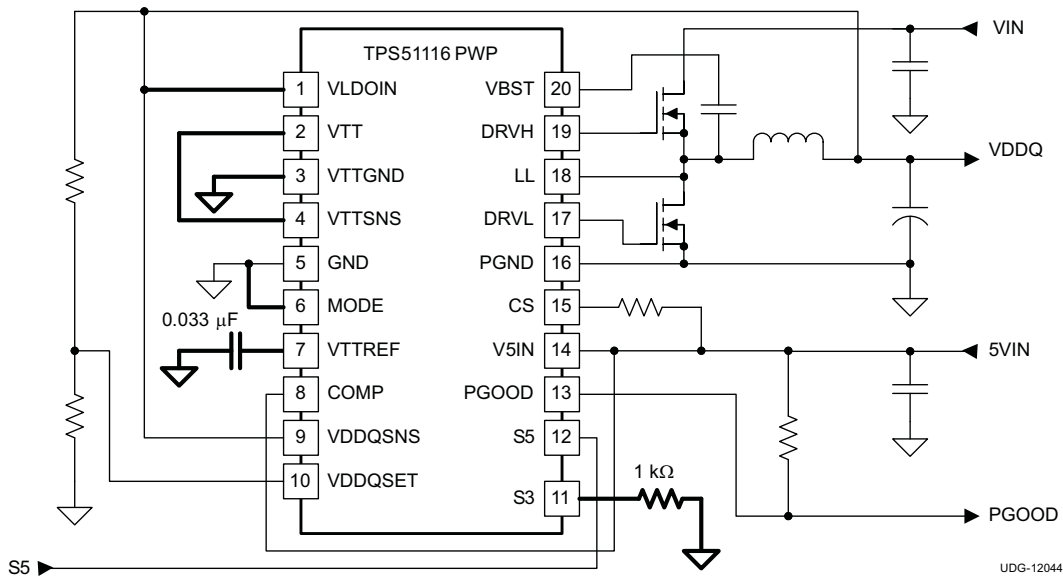 VIN
TPS51116 PWP
1 VLDOIN VBST 20
2 VTT DRVH 19
VDDQ
3 VTTGND LL 18
4 VTTSNS DRVL 17
5 GND PGND 16
6 MODE CS 15
0.033 μF
7 VTTREF V5IN 14
5VIN
8 COMP PGOOD 13
9 VDDQSNS S5 12
10 VDDQSET
1 kΩ
S3 11
PGOOD
S5
UDG-12044